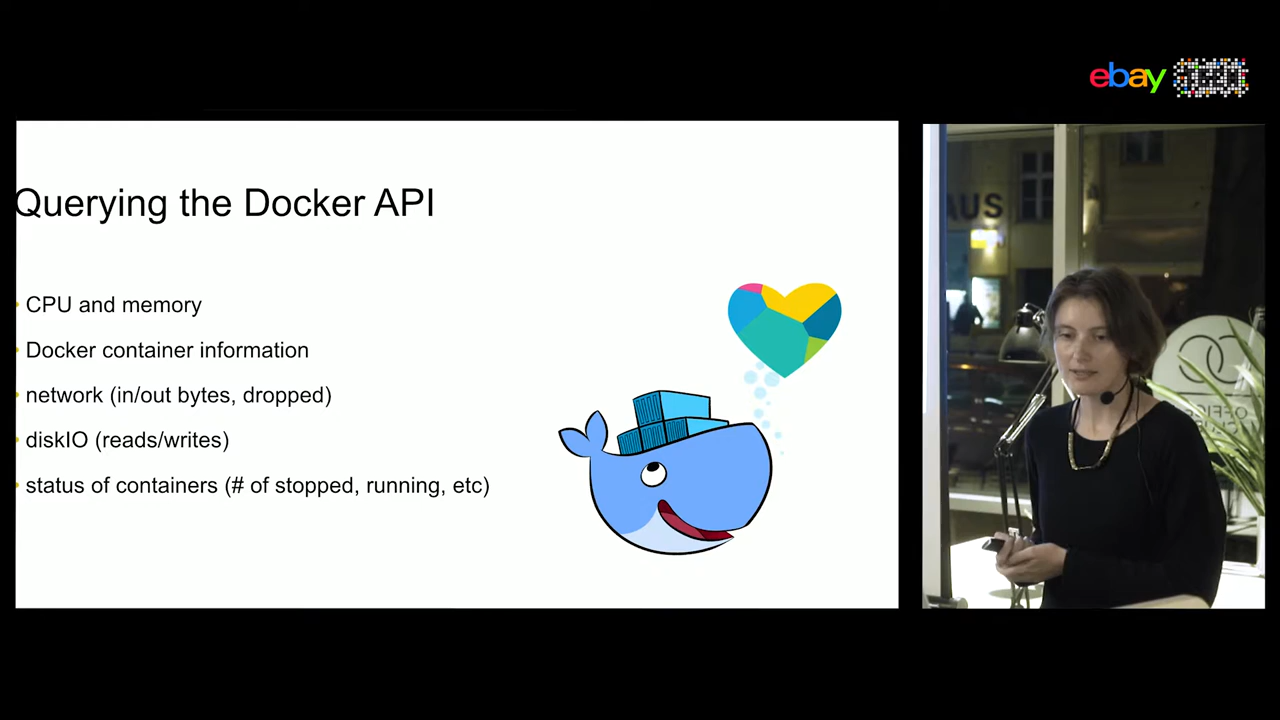 ebay
Querying the Docker API
CPU and memory
Docker container information
network (in/out bytes, dropped)
diskIO (reads/writes)
status of containers (# of stopped, running, etc)
AUS